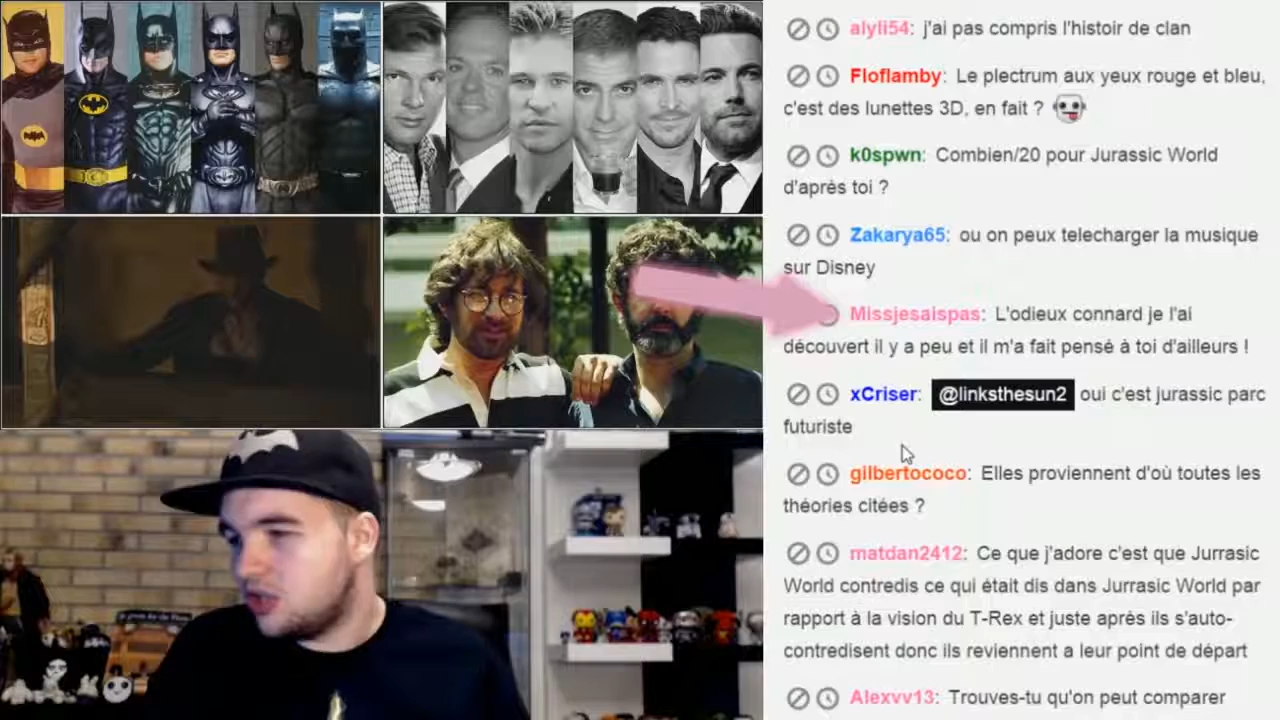 alyli54: j'ai pas compris l'histoir de clan
Floflamby: Le plectrum aux yeux rouge et bleu,
c'est des lunettes 3D, en fait ?
k0spwn: Combien/20 pour Jurassic World
d'après toi ?
Zakarya65: ou on peux telecharger la musique
sur Disney
Missjesaispas: L'odieux connard je l'ai
découvert il y a peu et il m'a fait pensé à toi d'ailleurs !
xCriser: @linksthesun2 oui c'est jurassic parc
futuriste
gilbertococo: Elles proviennent d'où toutes les
théories citées ?
matdan2412: Ce que j'adore c'est que Jurrasic
World contredis ce qui était dis dans Jurrasic World par
rapport à la vision du T-Rex et juste après ils s'auto-
contredisent donc ils reviennent a leur point de départ
Alexvv13: Trouves-tu qu'on peut comparer